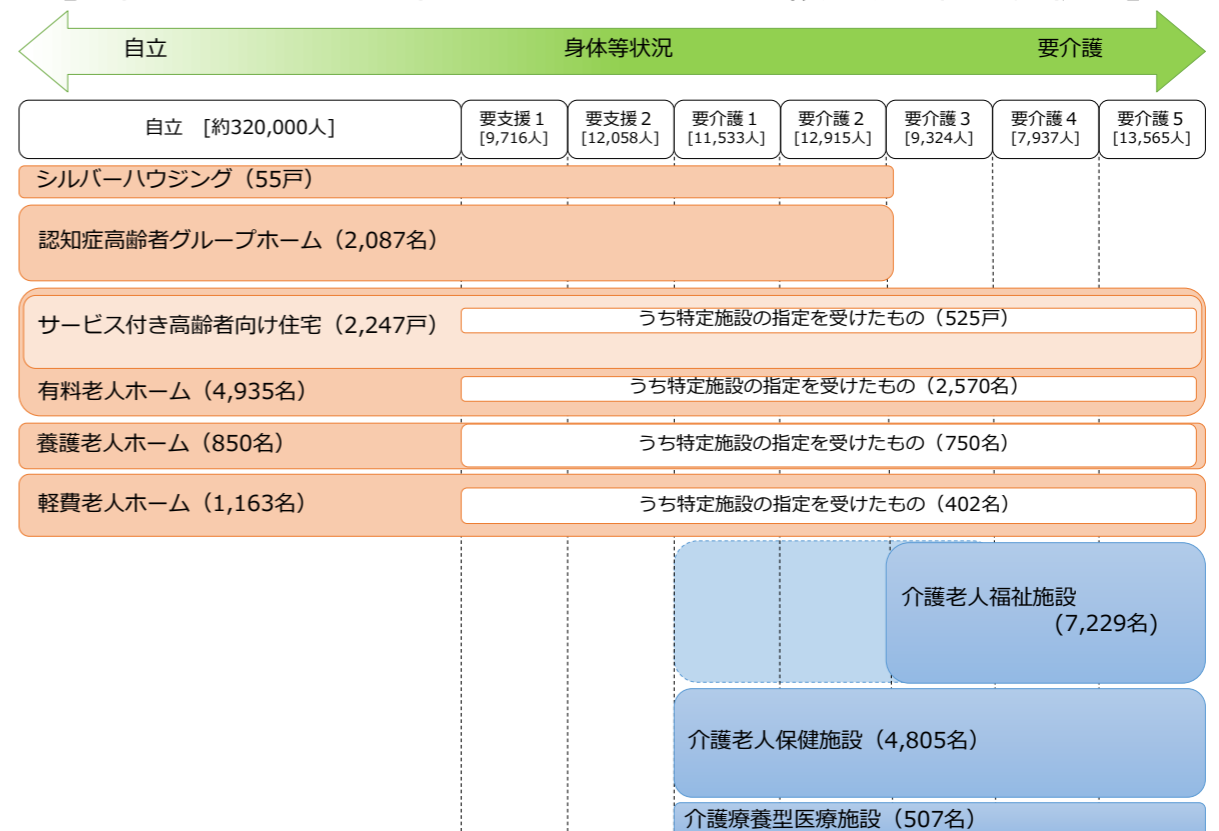 自立 身体等状況 要介護
自立 [約320,000人]
要支援1
[9,716人]
要支援2
[12,058人]
要介護1
[11,533人]
要介護2
[12,915人]
要介護3
[9,324人]
要介護4
[7,937人]
要介護5
[13,565人]
シルバーハウジング（55戸）
認知症高齢者グループホーム（2,087名）
サービス付き高齢者向け住宅（2,247戸） うち特定施設の指定を受けたもの（525戸）
有料老人ホーム（4,935名） うち特定施設の指定を受けたもの（2,570名）
養護老人ホーム（850名） うち特定施設の指定を受けたもの（750名）
軽費老人ホーム（1,163名） うち特定施設の指定を受けたもの（402名）
介護老人福祉施設
(7,229名)
介護老人保健施設（4,805名）
介護療養型医療施設（507名）